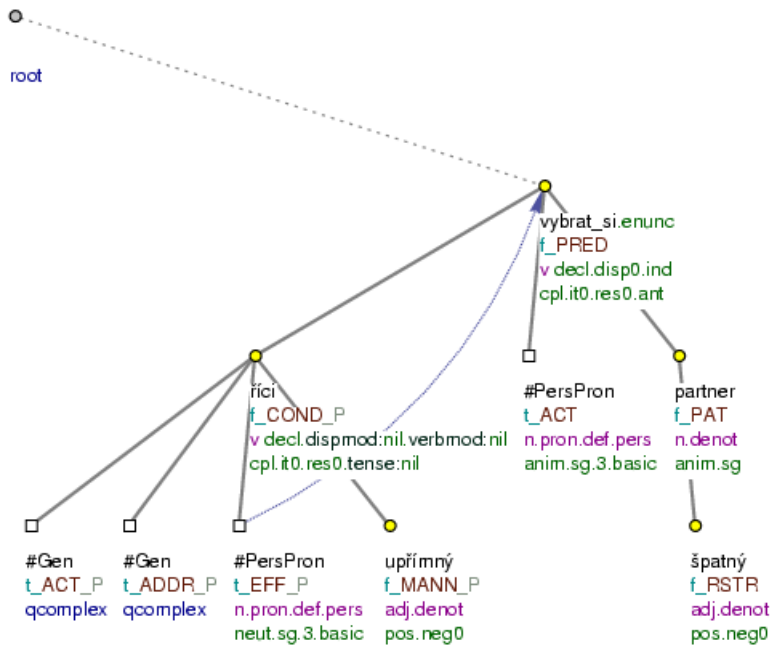 root
vybrat_si.enunc
f_PRED
v decl.disp0.ind
cpl.it0.res0.ant
říci
f_COND_P
v decl.dispmod:nil.verbmod:nil
cpl.it0.res0.tense:nil
#PersPron
t_ACT
n.pron.def.pers
anim.sg.3.basic
partner
f_PAT
n.denot
anim.sg
#Gen
t_ACT_P
qcomplex
#Gen
t_ADDR_P
qcomplex
#PersPron
t_EFF_P
n.pron.def.pers
neut.sg.3.basic
upřímný
f_MANN_P
adj.denot
pos.neg0
špatný
f_RSTR
adj.denot
pos.neg0